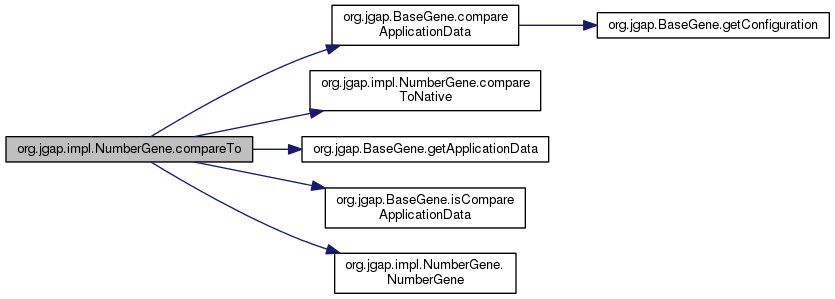 org.jgap.impl.NumberGene.compareTo
org.jgap.BaseGene.compare
ApplicationData
org.jgap.BaseGene.getConfiguration
org.jgap.impl.NumberGene.compare
ToNative
org.jgap.BaseGene.getApplicationData
org.jgap.BaseGene.isCompare
ApplicationData
org.jgap.impl.NumberGene.
NumberGene